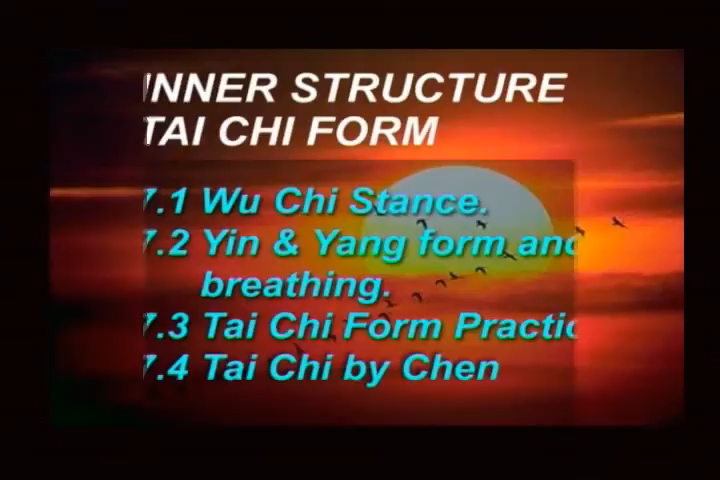 INNER STRUCTURE
TAI CHI FORM
7.1 Wu Chi Stance.
7.2 Yin & Yang form and
breathing.
7.3 Tai Chi Form Practic
7.4 Tai Chi by Chen